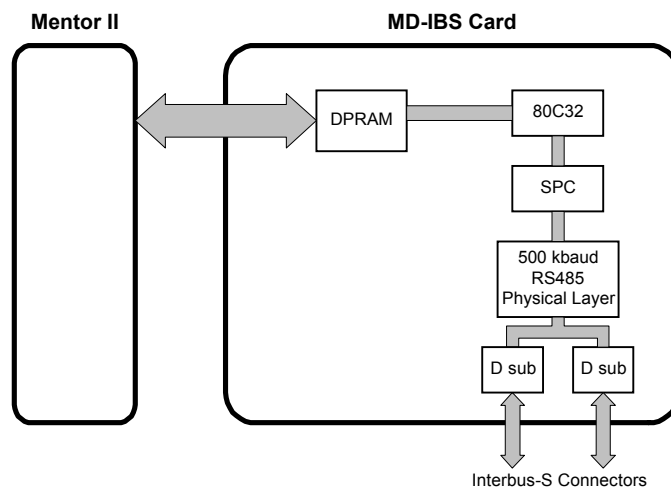 Mentor II
MD-IBS Card
DPRAM
80C32
SPC
500 kbaud
RS485
Physical Layer
D sub
D sub
Interbus-S Connectors